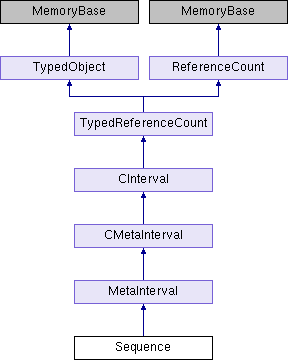 MemoryBase MemoryBase
TypedObject ReferenceCount
TypedReferenceCount
CInterval
CMetaInterval
MetaInterval
Sequence